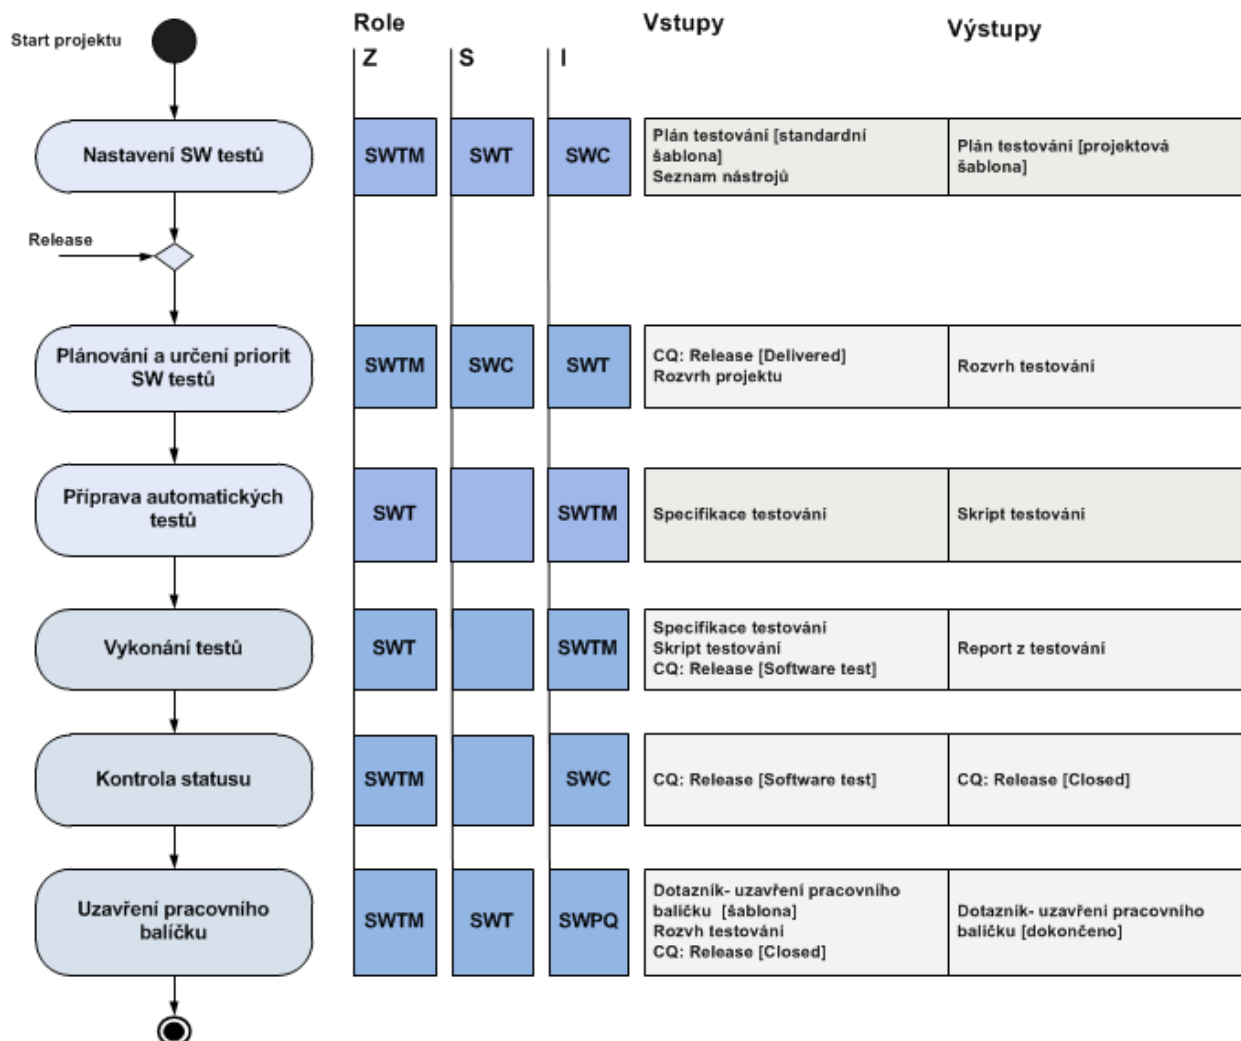 Start projektu
Role
Vstupy
Výstupy
Z
S
I
Nastavení SW testů
SWTM
SWT
SWC
Plán testování [standardní
šablona]
Seznam nástrojů
Plán testování [projektová
šablona]
Release
Plánování a určení priorit
SW testů
SWTM
SWC
SWT
CQ: Release [Delivered]
Rozvrh projektu
Rozvrh testování
Příprava automatických
testů
SWT
SWTM
Specifikace testování
Skript testování
Vykonání testů
SWT
SWTM
Specifikace testování
Skript testování
CQ: Release [Software test]
Report z testování
Kontrola statusu
SWTM
SWC
CQ: Release [Software test]
CQ: Release [Closed]
Uzavření pracovního
balíčku
SWTM
SWT
SWPQ
Dotazník- uzavření pracovního
balíčku [šablona]
Rozvh testování
CQ: Release [Closed]
Dotazník- uzavření pracovního
balíčku [dokončeno]